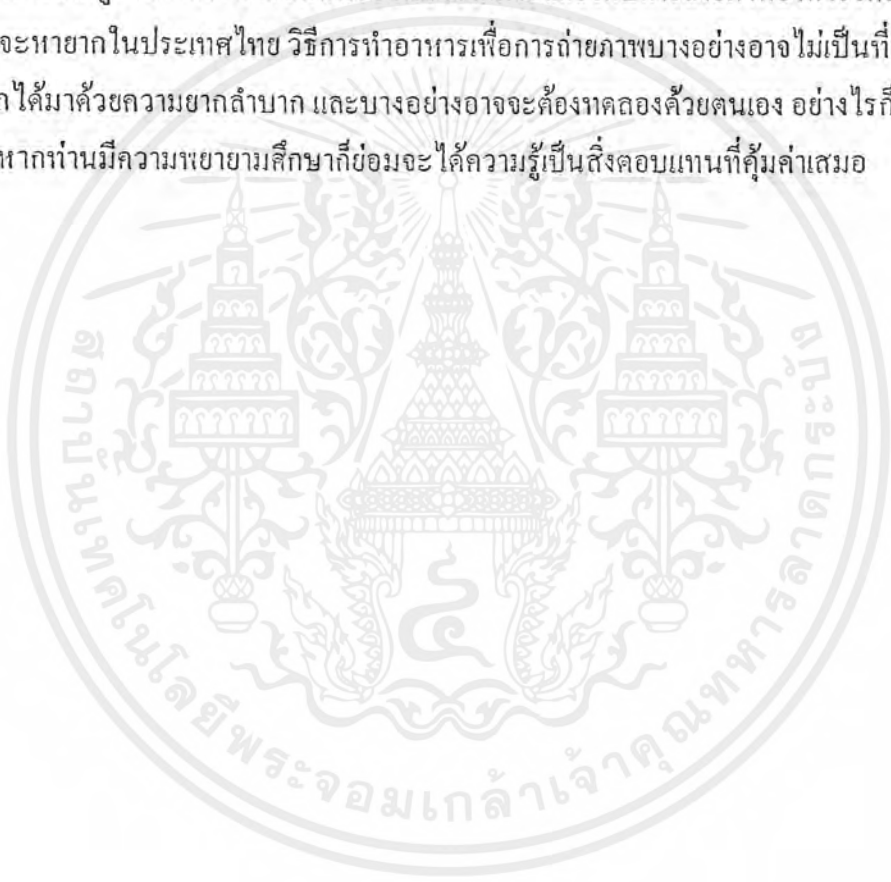 จะหายากในประเทศไทย วิธีการทำอาหารเพื่อการถ่ายภาพบางอย่างอาจไม่เป็นที่
ได้มาด้วยความยากลำบาก และบางอย่างอาจจะต้องทดลองด้วยตนเอง อย่างไรก็
หากท่านมีความพยายามศึกษาก็ย่อมจะได้ความรู้เป็นสิ่งตอบแทนที่คุ้มค่าเสมอ
สถาบันเทคโนโลยีพระจอมเกล้าเจ้าคุณทหารลาดกระบัง